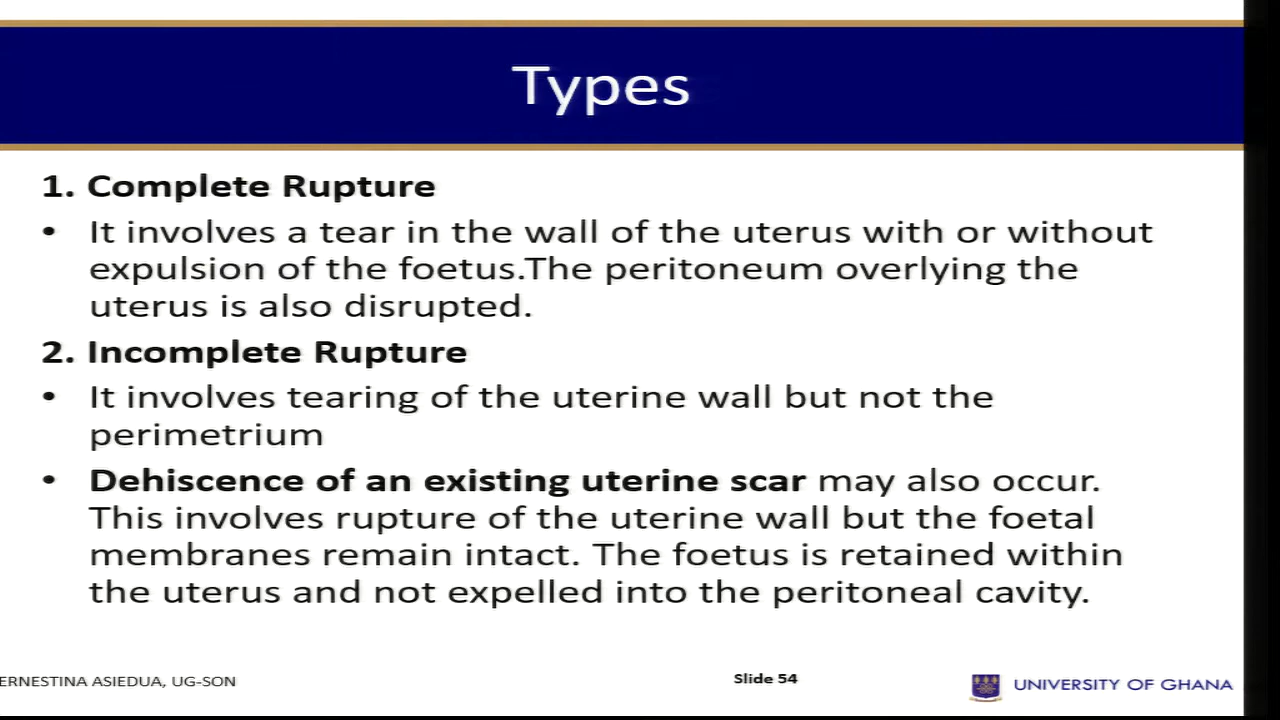 Types
1. Complete Rupture
• It involves a tear in the wall of the uterus with or without
expulsion of the foetus.The peritoneum overlying the
uterus is also disrupted.
2. Incomplete Rupture
• It involves tearing of the uterine wall but not the
perimetrium
• Dehiscence of an existing uterine scar may also occur.
This involves rupture of the uterine wall but the foetal
membranes remain intact. The foetus is retained within
the uterus and not expelled into the peritoneal cavity.
ERNESTINA ASIEDUA, UG-SON
Slide 54
UNIVERSITY OF GHANA